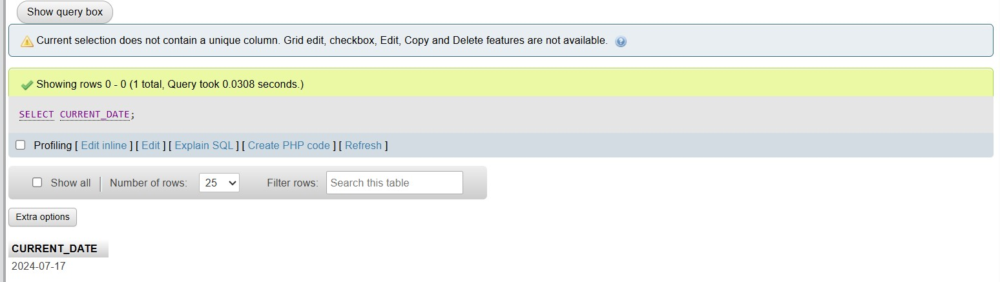 Show query box
Current selection does not contain a unique column. Grid edit, checkbox, Edit, Copy and Delete features are not available.
Showing rows 0 - 0 (1 total, Query took 0.0308 seconds.)
SELECT CURRENT_DATE;
Profiling [ Edit inline ] [ Edit ] [ Explain SQL ] [ Create PHP code ] [ Refresh ]
Show all | Number of rows: 25 Filter rows: Search this table
Extra options
CURRENT_DATE
2024-07-17